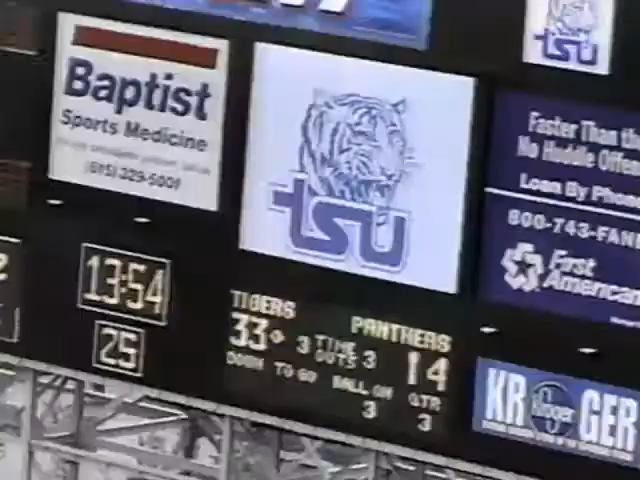 Baptist
Sports Medicine
(615) 329-5001
tsu
tsu
Faster Than the
No Huddle Offen
Loan By Phon
800-743-FAN
First
American
13:54
25
TIGERS
PANTHERS
33 3 TIME OUTS 3 14
DOWN TO GO BALL ON QTR
3 3
KR Kroger GER